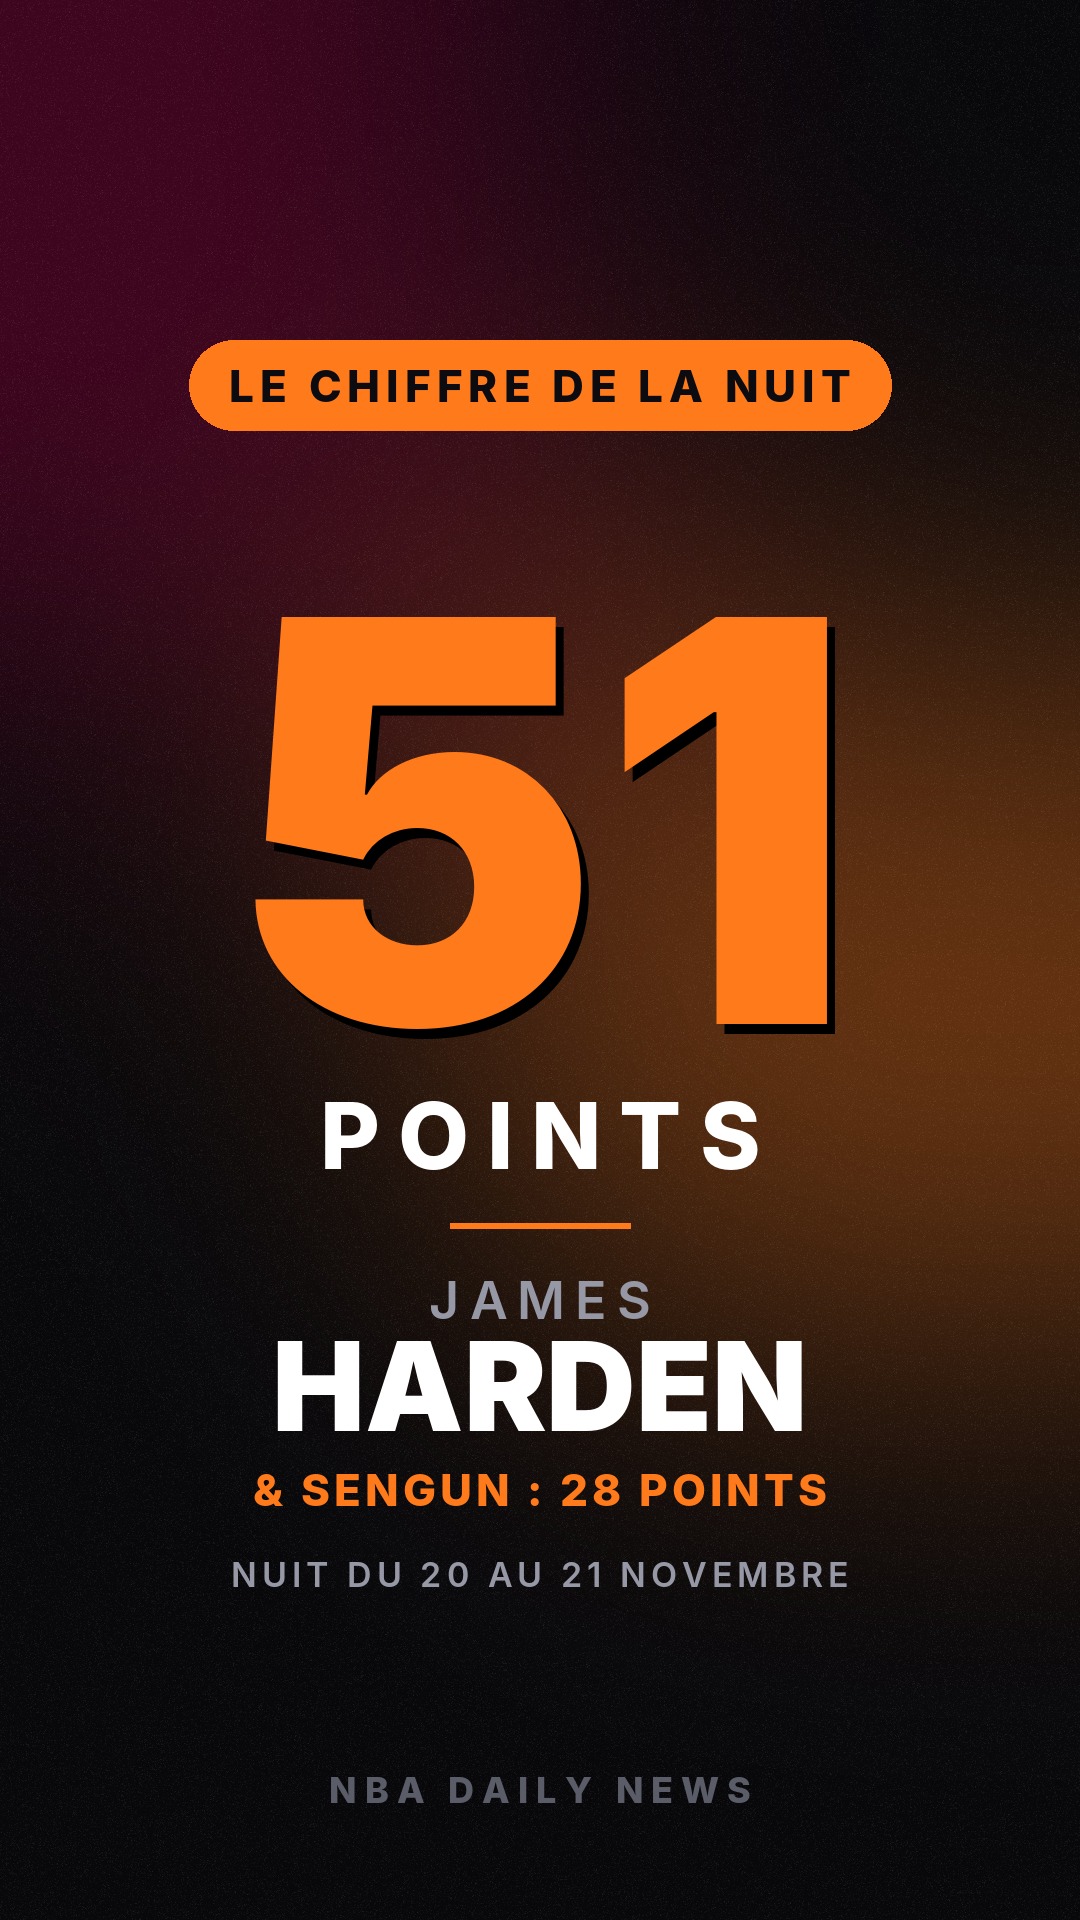 LE CHIFFRE DE LA NUIT
51
POINTS
JAMES
HARDEN
& SENGUN : 28 POINTS
NUIT DU 20 AU 21 NOVEMBRE
NBA DAILY NEWS